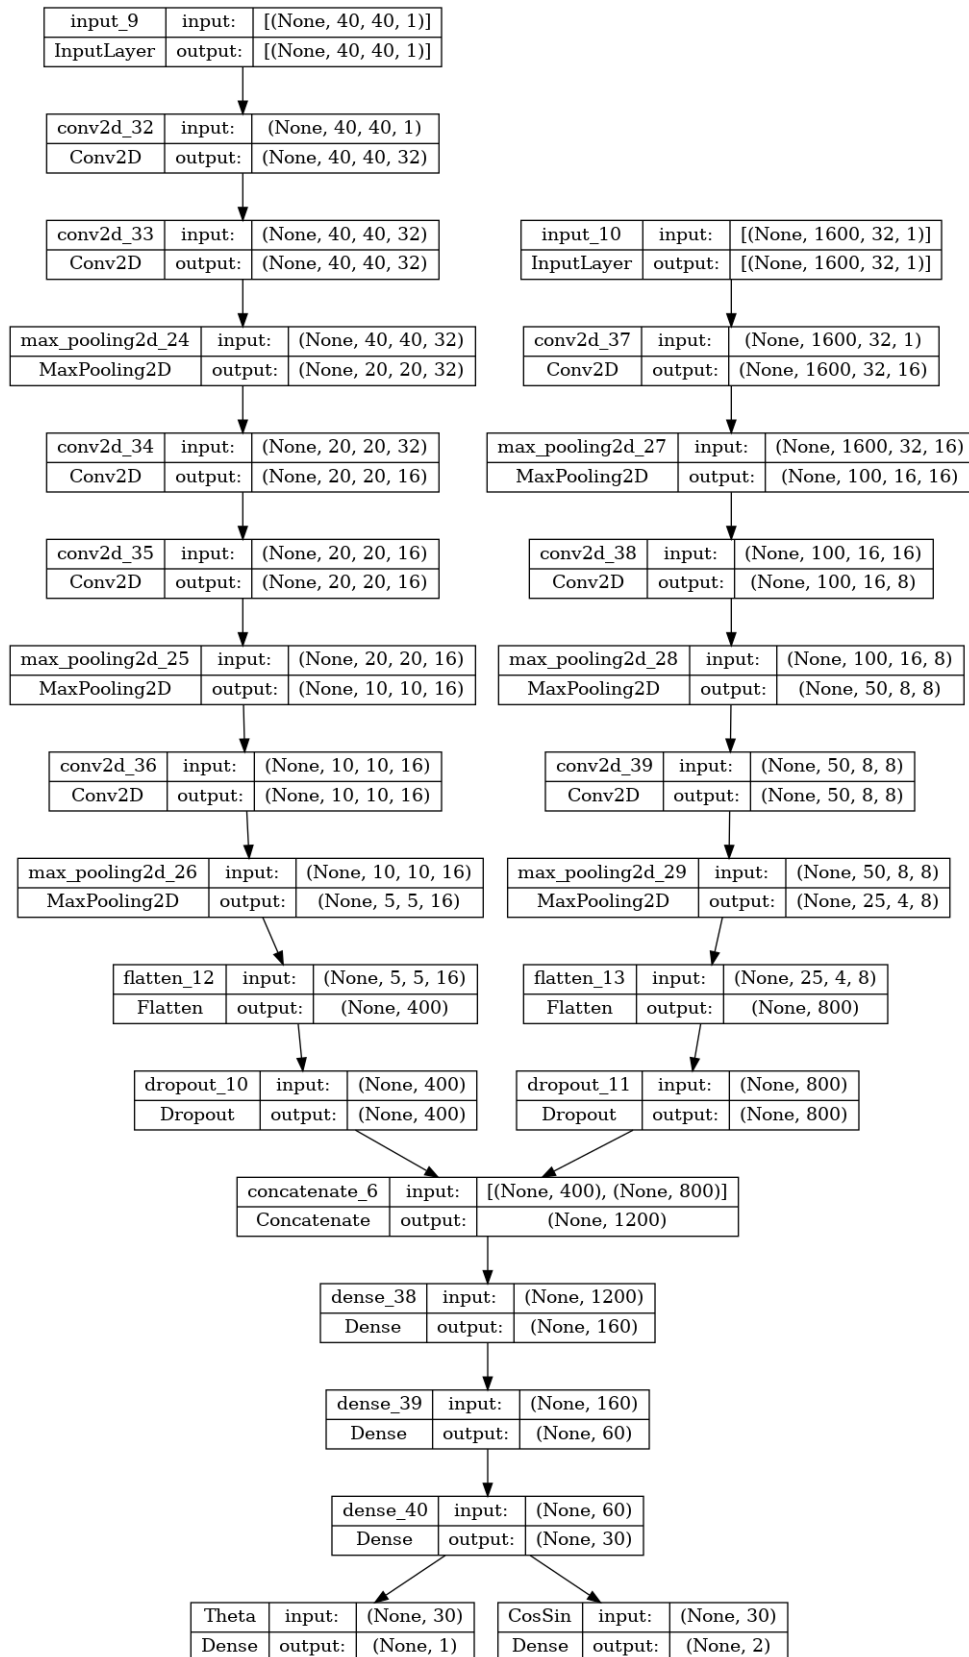 input_9 input: [(None, 40, 40, 1)]
InputLayer output: [(None, 40, 40, 1)]
conv2d_32 input: (None, 40, 40, 1)
Conv2D output: (None, 40, 40, 32)
conv2d_33 input: (None, 40, 40, 32)
Conv2D output: (None, 40, 40, 32)
max_pooling2d_24 input: (None, 40, 40, 32)
MaxPooling2D output: (None, 20, 20, 32)
conv2d_34 input: (None, 20, 20, 32)
Conv2D output: (None, 20, 20, 16)
conv2d_35 input: (None, 20, 20, 16)
Conv2D output: (None, 20, 20, 16)
max_pooling2d_25 input: (None, 20, 20, 16)
MaxPooling2D output: (None, 10, 10, 16)
conv2d_36 input: (None, 10, 10, 16)
Conv2D output: (None, 10, 10, 16)
max_pooling2d_26 input: (None, 10, 10, 16)
MaxPooling2D output: (None, 5, 5, 16)
flatten_12 input: (None, 5, 5, 16)
Flatten output: (None, 400)
dropout_10 input: (None, 400)
Dropout output: (None, 400)
input_10 input: [(None, 1600, 32, 1)]
InputLayer output: [(None, 1600, 32, 1)]
conv2d_37 input: (None, 1600, 32, 1)
Conv2D output: (None, 1600, 32, 16)
max_pooling2d_27 input: (None, 1600, 32, 16)
MaxPooling2D output: (None, 100, 16, 16)
conv2d_38 input: (None, 100, 16, 16)
Conv2D output: (None, 100, 16, 8)
max_pooling2d_28 input: (None, 100, 16, 8)
MaxPooling2D output: (None, 50, 8, 8)
conv2d_39 input: (None, 50, 8, 8)
Conv2D output: (None, 50, 8, 8)
max_pooling2d_29 input: (None, 50, 8, 8)
MaxPooling2D output: (None, 25, 4, 8)
flatten_13 input: (None, 25, 4, 8)
Flatten output: (None, 800)
dropout_11 input: (None, 800)
Dropout output: (None, 800)
concatenate_6 input: [(None, 400), (None, 800)]
Concatenate output: (None, 1200)
dense_38 input: (None, 1200)
Dense output: (None, 160)
dense_39 input: (None, 160)
Dense output: (None, 60)
dense_40 input: (None, 60)
Dense output: (None, 30)
Theta input: (None, 30)
Dense output: (None, 1)
CosSin input: (None, 30)
Dense output: (None, 2)